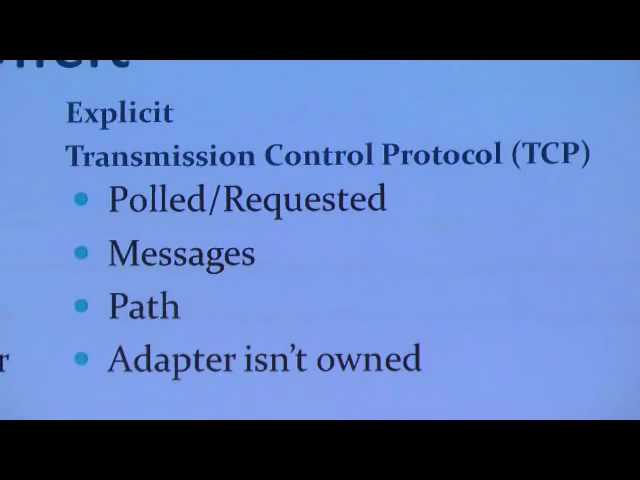 Explicit
Transmission Control Protocol (TCP)
Polled/Requested
Messages
Path
Adapter isn't owned